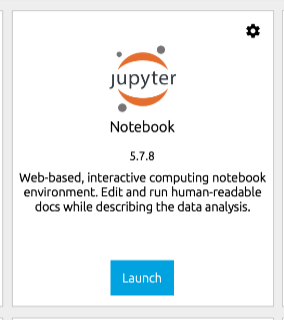 jupyter
Notebook
5.7.8
Web-based, interactive computing notebook
environment. Edit and run human-readable
docs while describing the data analysis.
Launch